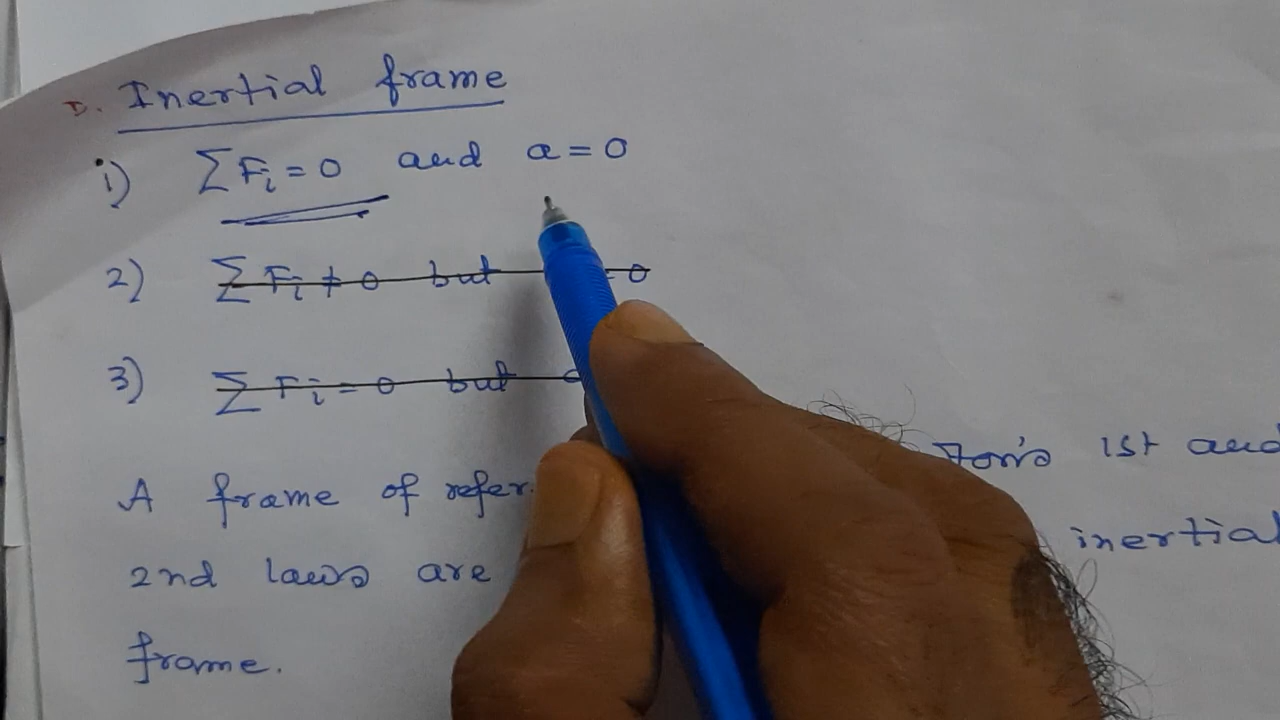 D. Inertial frame
i) ΣFi = 0 and a = 0
2) ΣFi ≠ 0 but = 0
3) ΣFi = 0 but
A frame of refer 1st and
2nd laws are inertial
frame.